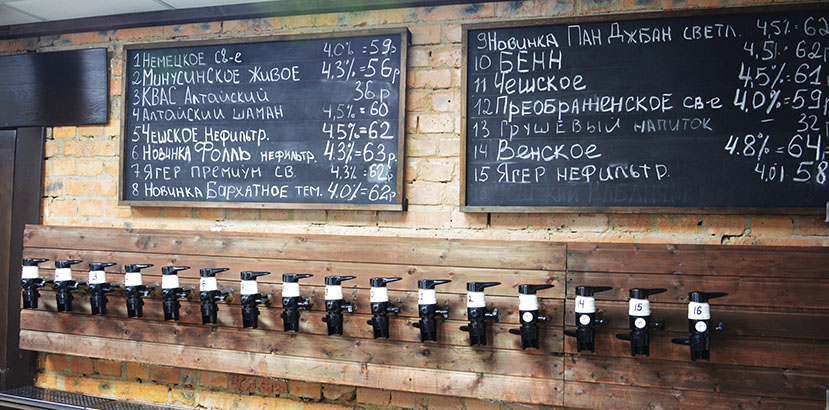 1 Немецкое св-е 4,0% = 59р
2 Минусинское живое 4.3% = 56р
3 КВАС Алтайский 36р
4 Алтайский шаман 4,5% = 60
5 Чешское нефильтр. 4.5% = 62
6 Новинка Фолль нефильтр. 4.3% = 63
7 Ягер премиум св. 4.3% = 58
8 Новинка Бархатное тем. 4.0% = 62р
9 Новинка Пан Джбан светл. 4,5% = 62
10 БЕНН 4,5% = 62
11 Чешское 4,5% = 61
12 Преображенское св-е 4,0% = 59
13 Грушевый напиток 32
14 Венское 4.8% = 64
15 Ягер нефильтр. 4,0% 58
14
15
16